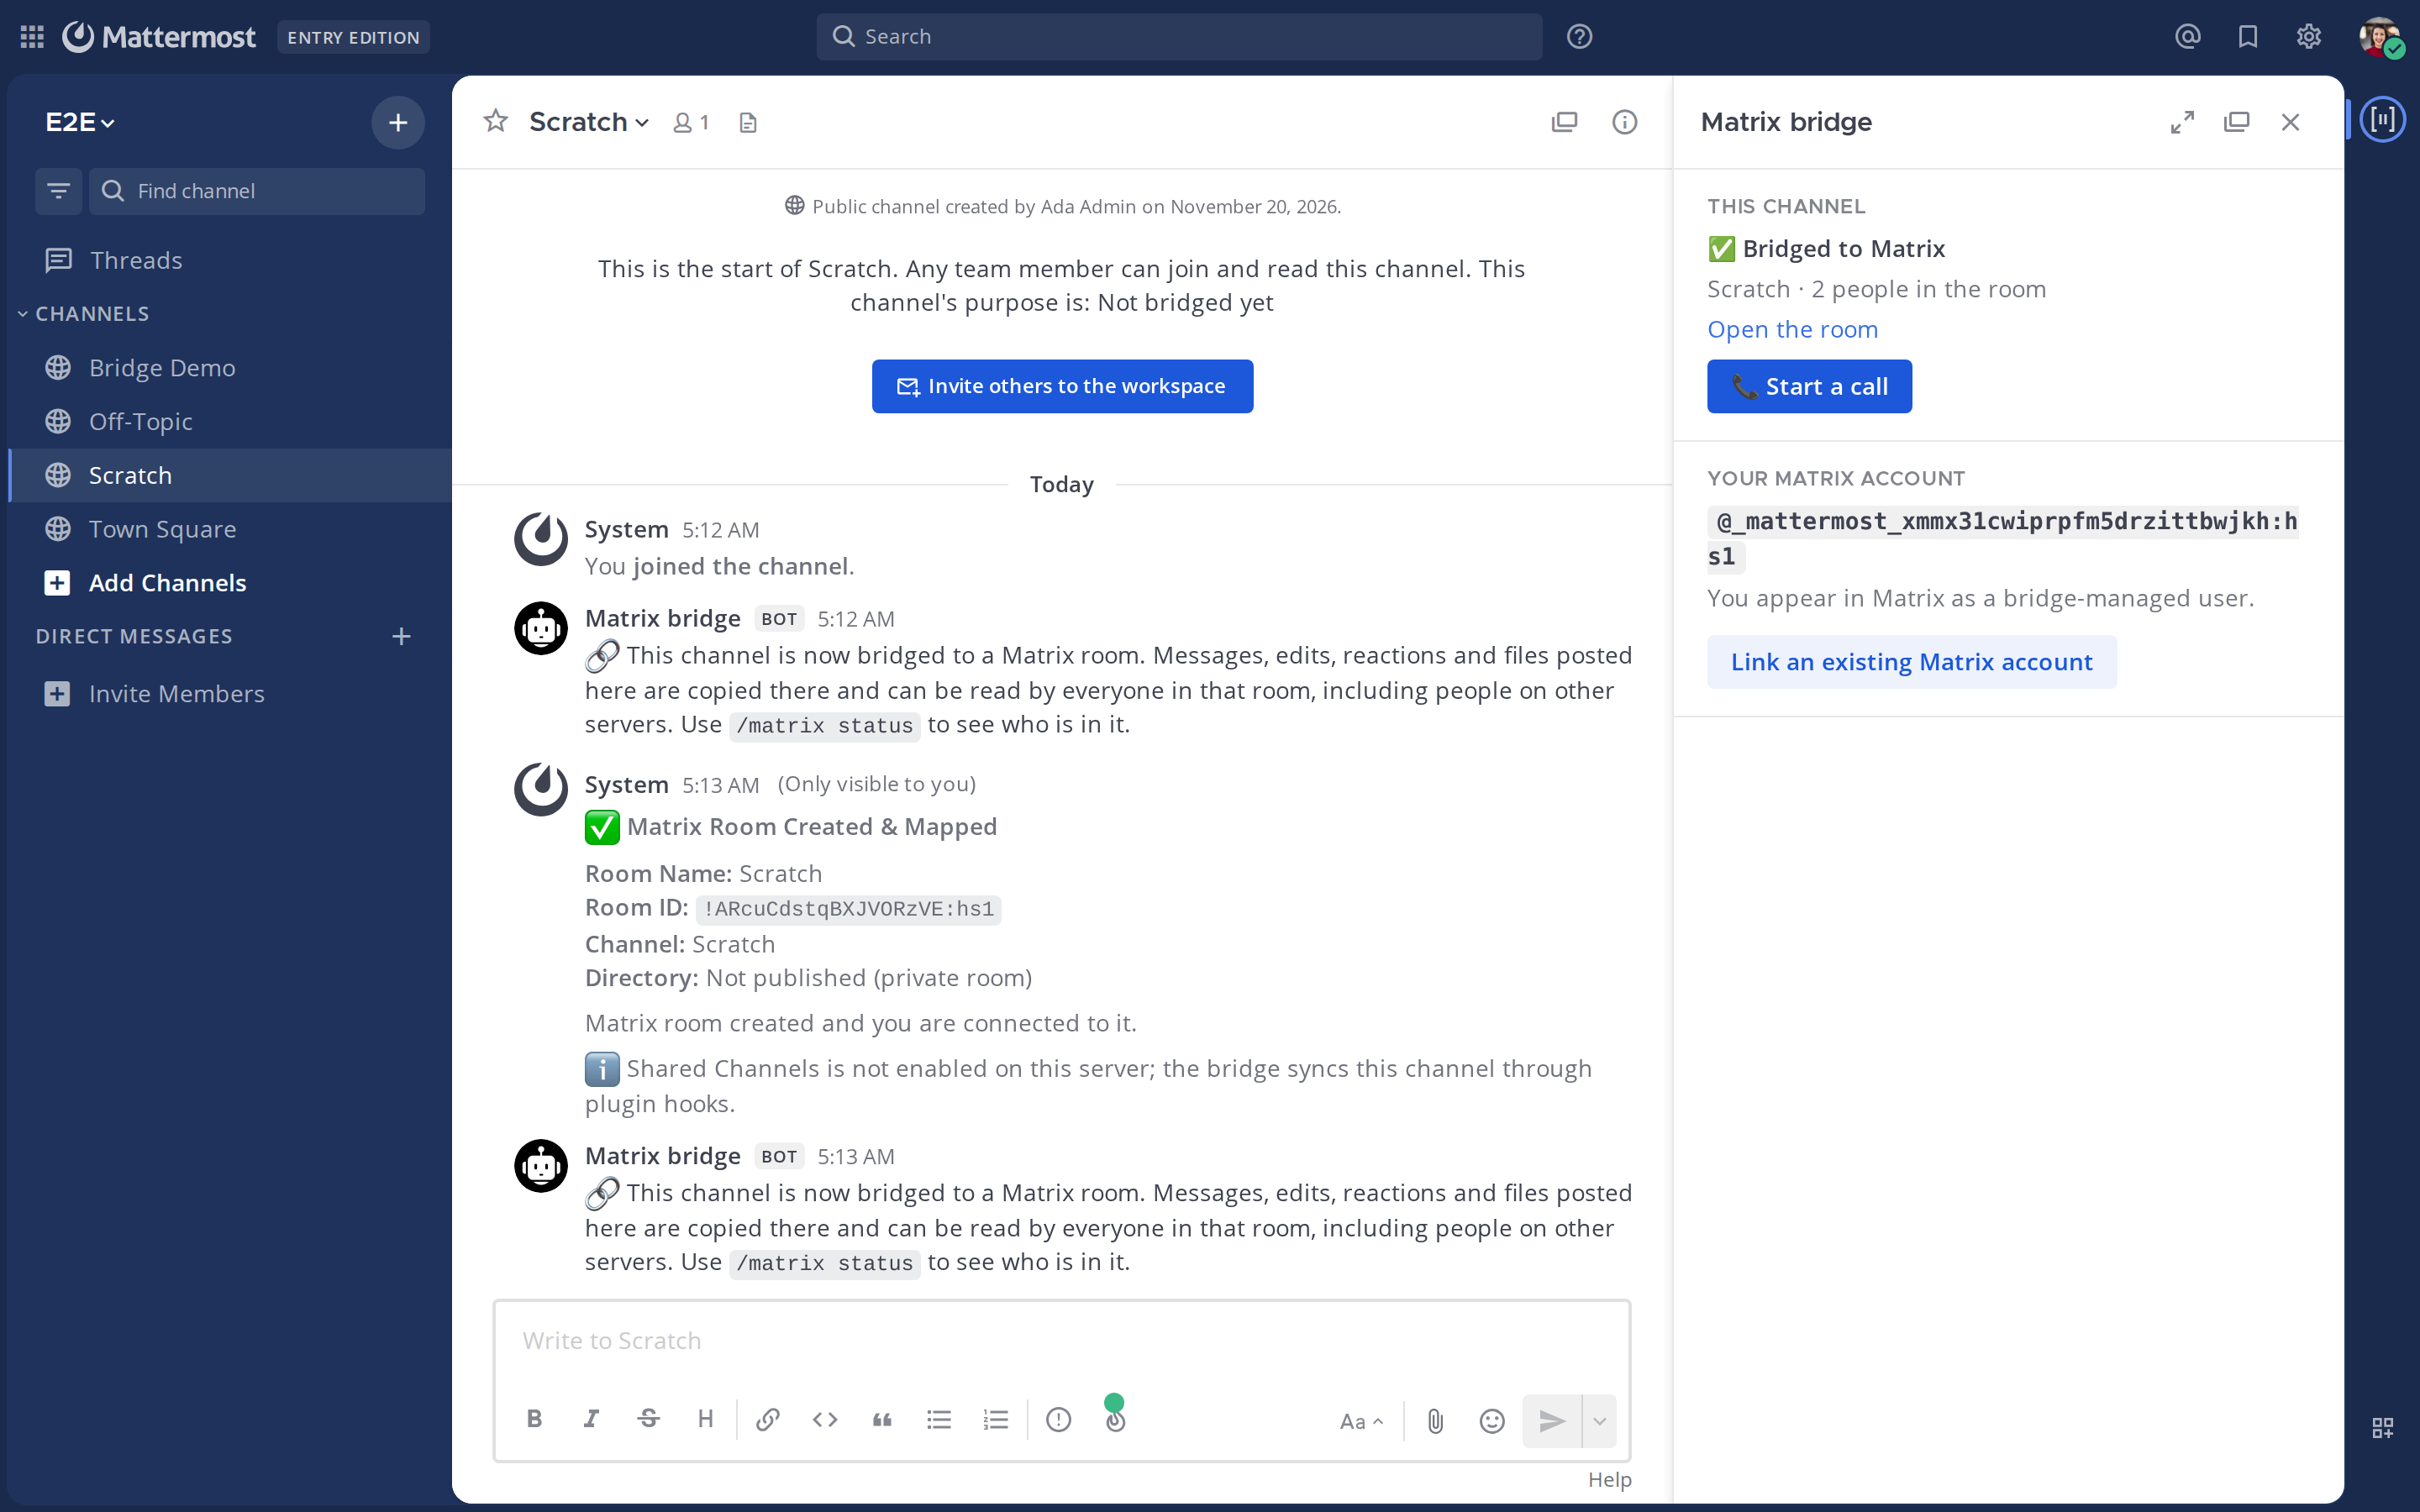 Mattermost
ENTRY EDITION
Search
E2E
Find channel
Threads
CHANNELS
Bridge Demo
Off-Topic
Scratch
Town Square
Add Channels
DIRECT MESSAGES
Invite Members
Scratch
1
Public channel created by Ada Admin on November 20, 2026.
This is the start of Scratch. Any team member can join and read this channel. This
channel's purpose is: Not bridged yet
Invite others to the workspace
Today
System 5:12 AM
You joined the channel.
Matrix bridge BOT 5:12 AM
This channel is now bridged to a Matrix room. Messages, edits, reactions and files posted
here are copied there and can be read by everyone in that room, including people on other
servers. Use /matrix status to see who is in it.
System 5:13 AM (Only visible to you)
Matrix Room Created & Mapped
Room Name: Scratch
Room ID: !ARcuCdstqBXJVORzVE:hs1
Channel: Scratch
Directory: Not published (private room)
Matrix room created and you are connected to it.
Shared Channels is not enabled on this server; the bridge syncs this channel through
plugin hooks.
Matrix bridge BOT 5:13 AM
This channel is now bridged to a Matrix room. Messages, edits, reactions and files posted
here are copied there and can be read by everyone in that room, including people on other
servers. Use /matrix status to see who is in it.
Write to Scratch
B I S H
Aa
Help
Matrix bridge
THIS CHANNEL
Bridged to Matrix
Scratch · 2 people in the room
Open the room
Start a call
YOUR MATRIX ACCOUNT
@_mattermost_xmmx31cwiprpfm5drzittbwjkh:h
s1
You appear in Matrix as a bridge-managed user.
Link an existing Matrix account